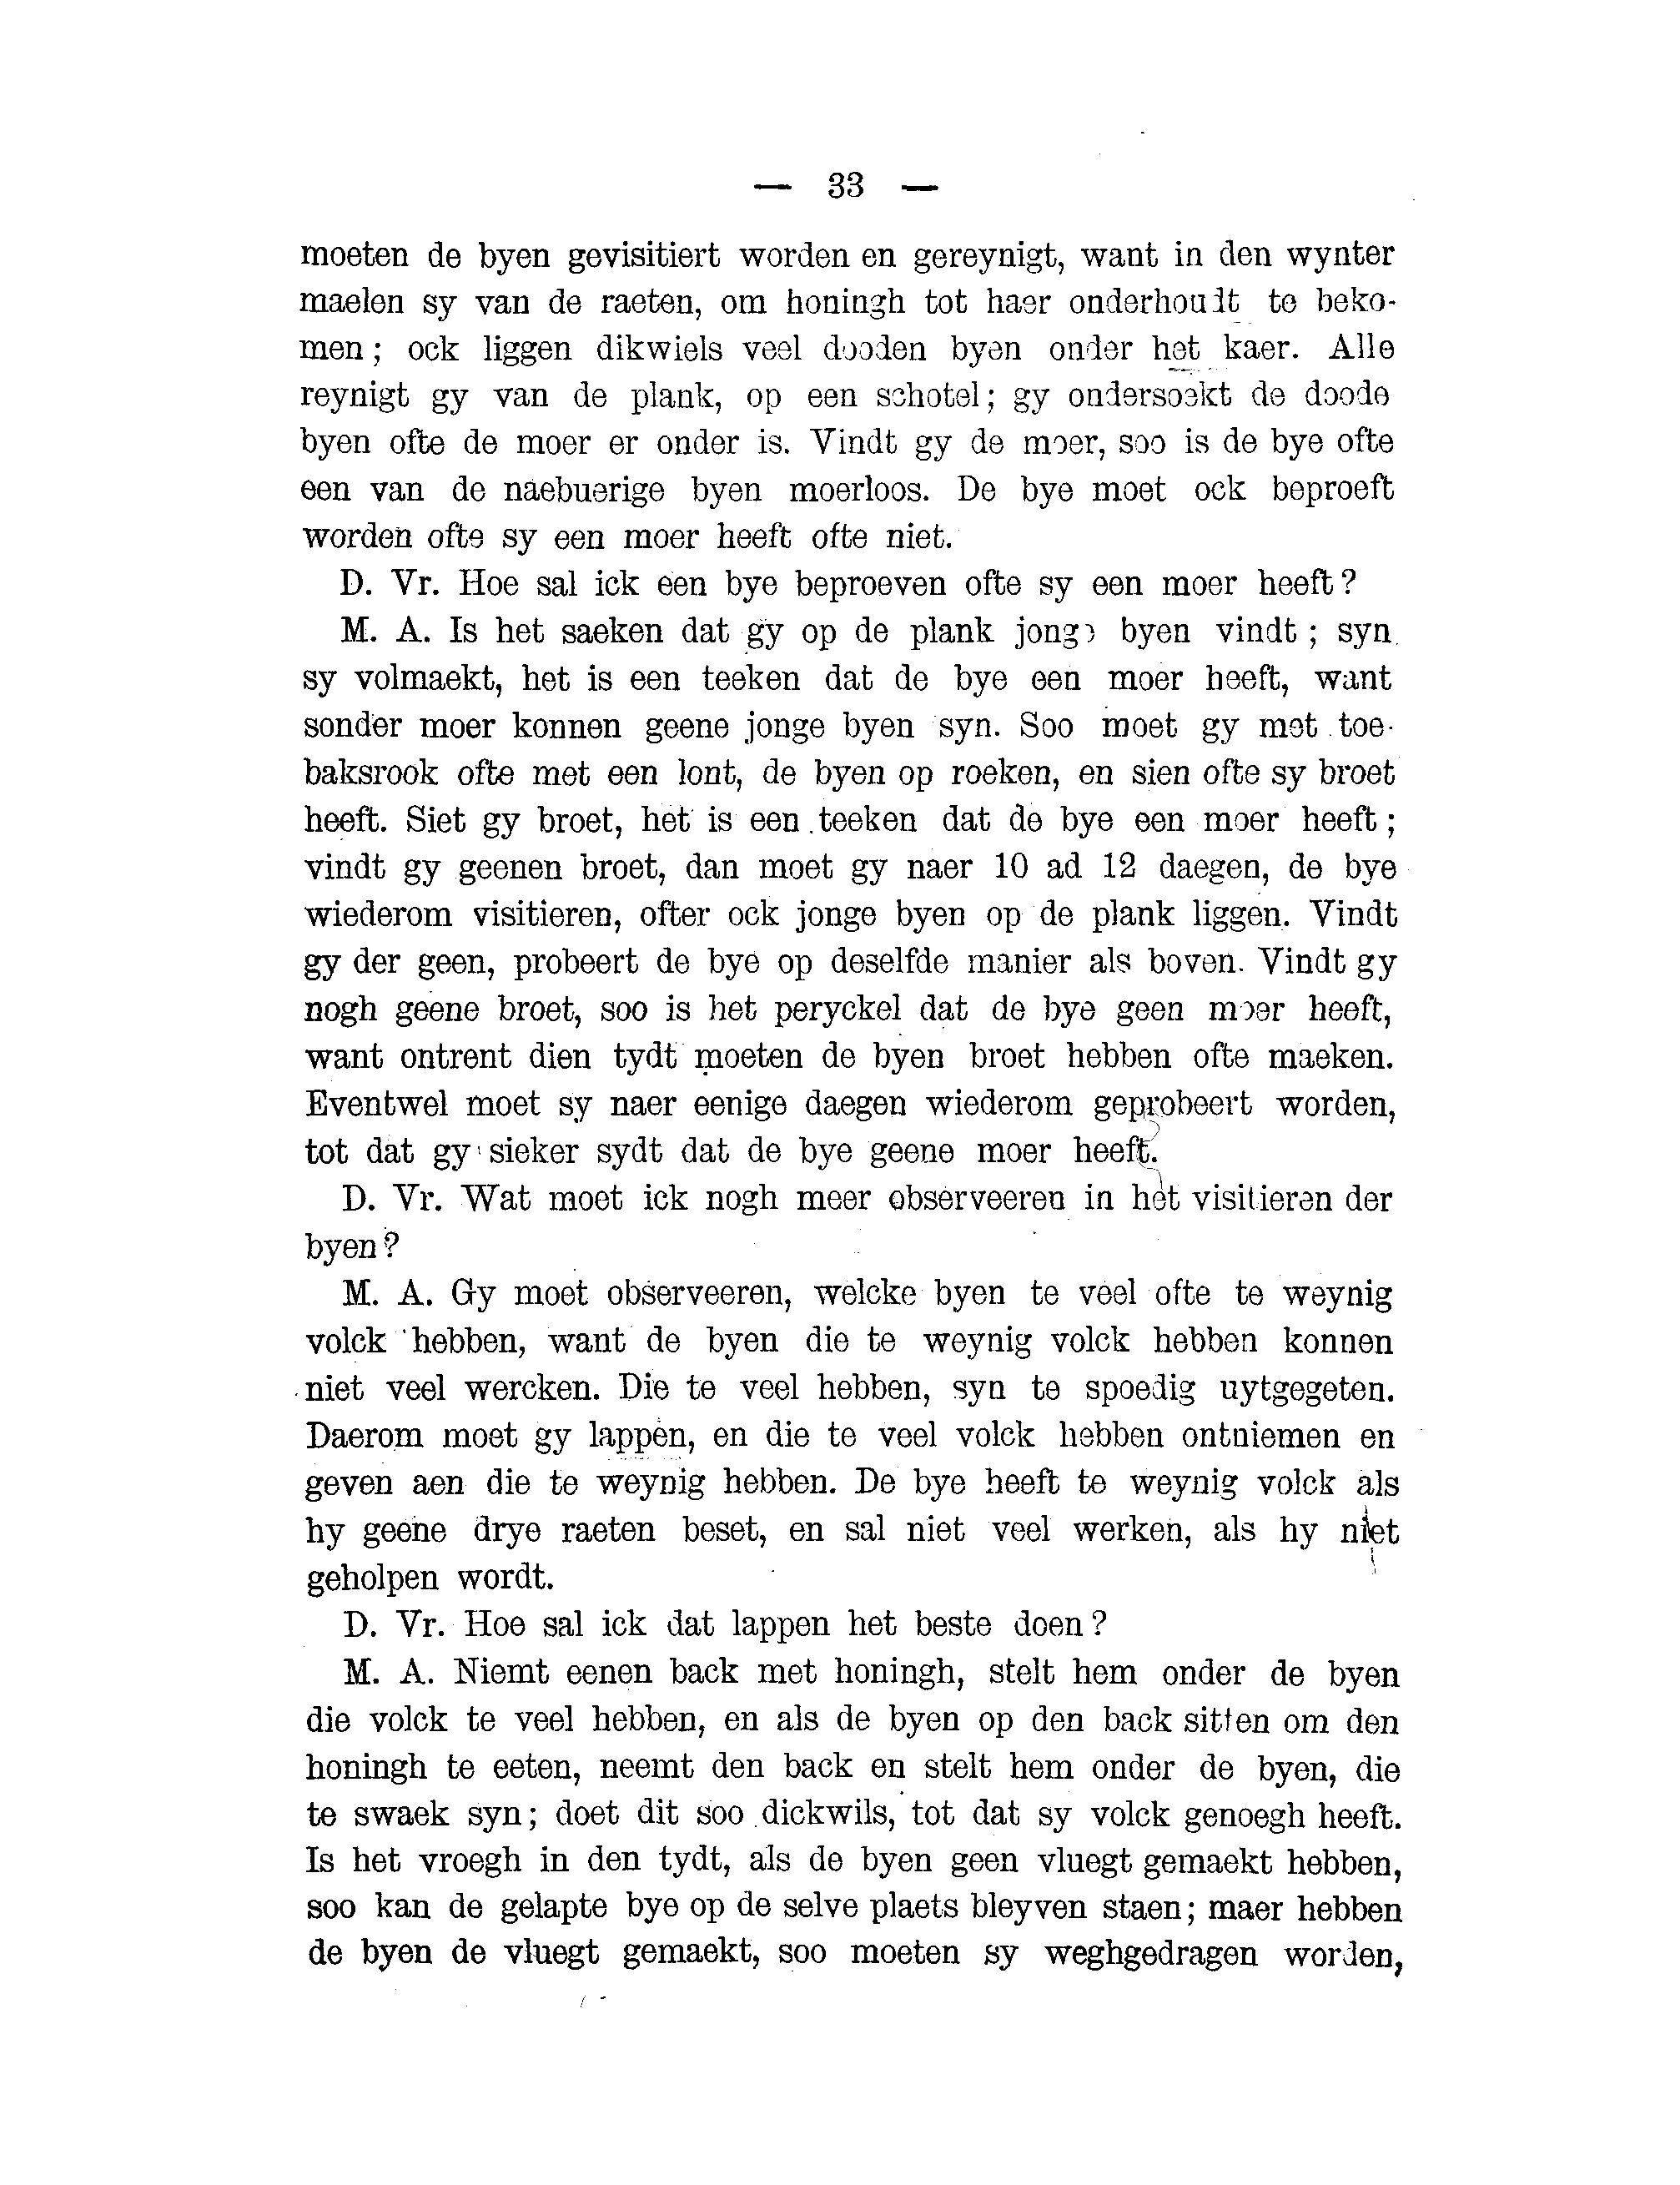 — 33 —
moeten de byen gevisitiert worden en gereynigt, want in den wynter
maelen sy van de raeten, om honingh tot haer onderhoudt te beko-
men; ock liggen dikwiels veel dooden byen onder het kaer. Alle
reynigt gy van de plank, op een schotel; gy ondersoekt de doode
byen ofte de moer er onder is. Vindt gy de moer, soo is de bye ofte
een van de naebuerige byen moerloos. De bye moet ock beproeft
worden ofte sy een moer heeft ofte niet.
D. Vr. Hoe sal ick een bye beproeven ofte sy een moer heeft?
M. A. Is het saeken dat gy op de plank jonge byen vindt; syn
sy volmaekt, het is een teeken dat de bye een moer heeft, want
sonder moer konnen geene jonge byen syn. Soo moet gy met toe-
baksrook ofte met een lont, de byen op roeken, en sien ofte sy broet
heeft. Siet gy broet, het is een teeken dat de bye een moer heeft;
vindt gy geenen broet, dan moet gy naer 10 ad 12 daegen, de bye
wiederom visitieren, ofter ock jonge byen op de plank liggen. Vindt
gy der geen, probeert de bye op deselfde manier als boven. Vindt gy
nogh geene broet, soo is het peryckel dat de bye geen moer heeft,
want ontrent dien tydt moeten de byen broet hebben ofte maeken.
Eventwel moet sy naer eenige daegen wiederom geprobeert worden,
tot dat gy sieker sydt dat de bye geene moer heeft.
D. Vr. Wat moet ick nogh meer observeeren in het visitieren der
byen?
M. A. Gy moet observeeren, welcke byen te veel ofte te weynig
volck hebben, want de byen die te weynig volck hebben konnen
niet veel wercken. Die te veel hebben, syn te spoedig uytgegeten.
Daerom moet gy lappen, en die te veel volck hebben ontniemen en
geven aen die te weynig hebben. De bye heeft te weynig volck als
hy geene drye raeten beset, en sal niet veel werken, als hy niet
geholpen wordt.
D. Vr. Hoe sal ick dat lappen het beste doen?
M. A. Niemt eenen back met honingh, stelt hem onder de byen
die volck te veel hebben, en als de byen op den back sitten om den
honingh te eeten, neemt den back en stelt hem onder de byen, die
te swaek syn; doet dit soo dickwils, tot dat sy volck genoegh heeft.
Is het vroegh in den tydt, als de byen geen vluegt gemaekt hebben,
soo kan de gelapte bye op de selve plaets bleyven staen; maer hebben
de byen de vluegt gemaekt, soo moeten sy weghgedragen worden,